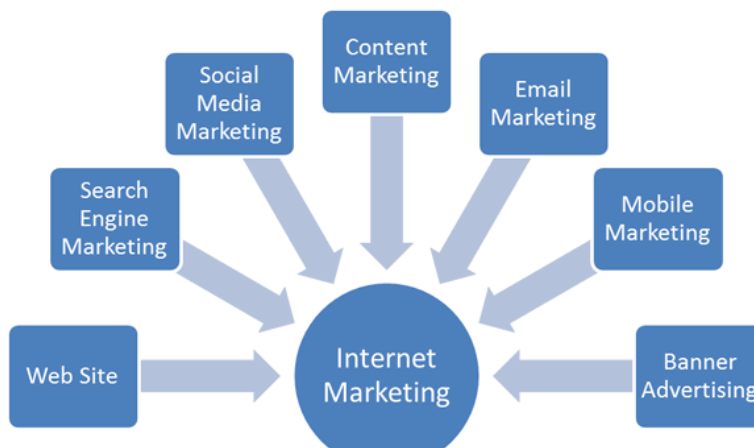 Content
Marketing
Social
Media
Marketing
Email
Marketing
Search
Engine
Marketing
Mobile
Marketing
Web Site
Internet
Marketing
Banner
Advertising